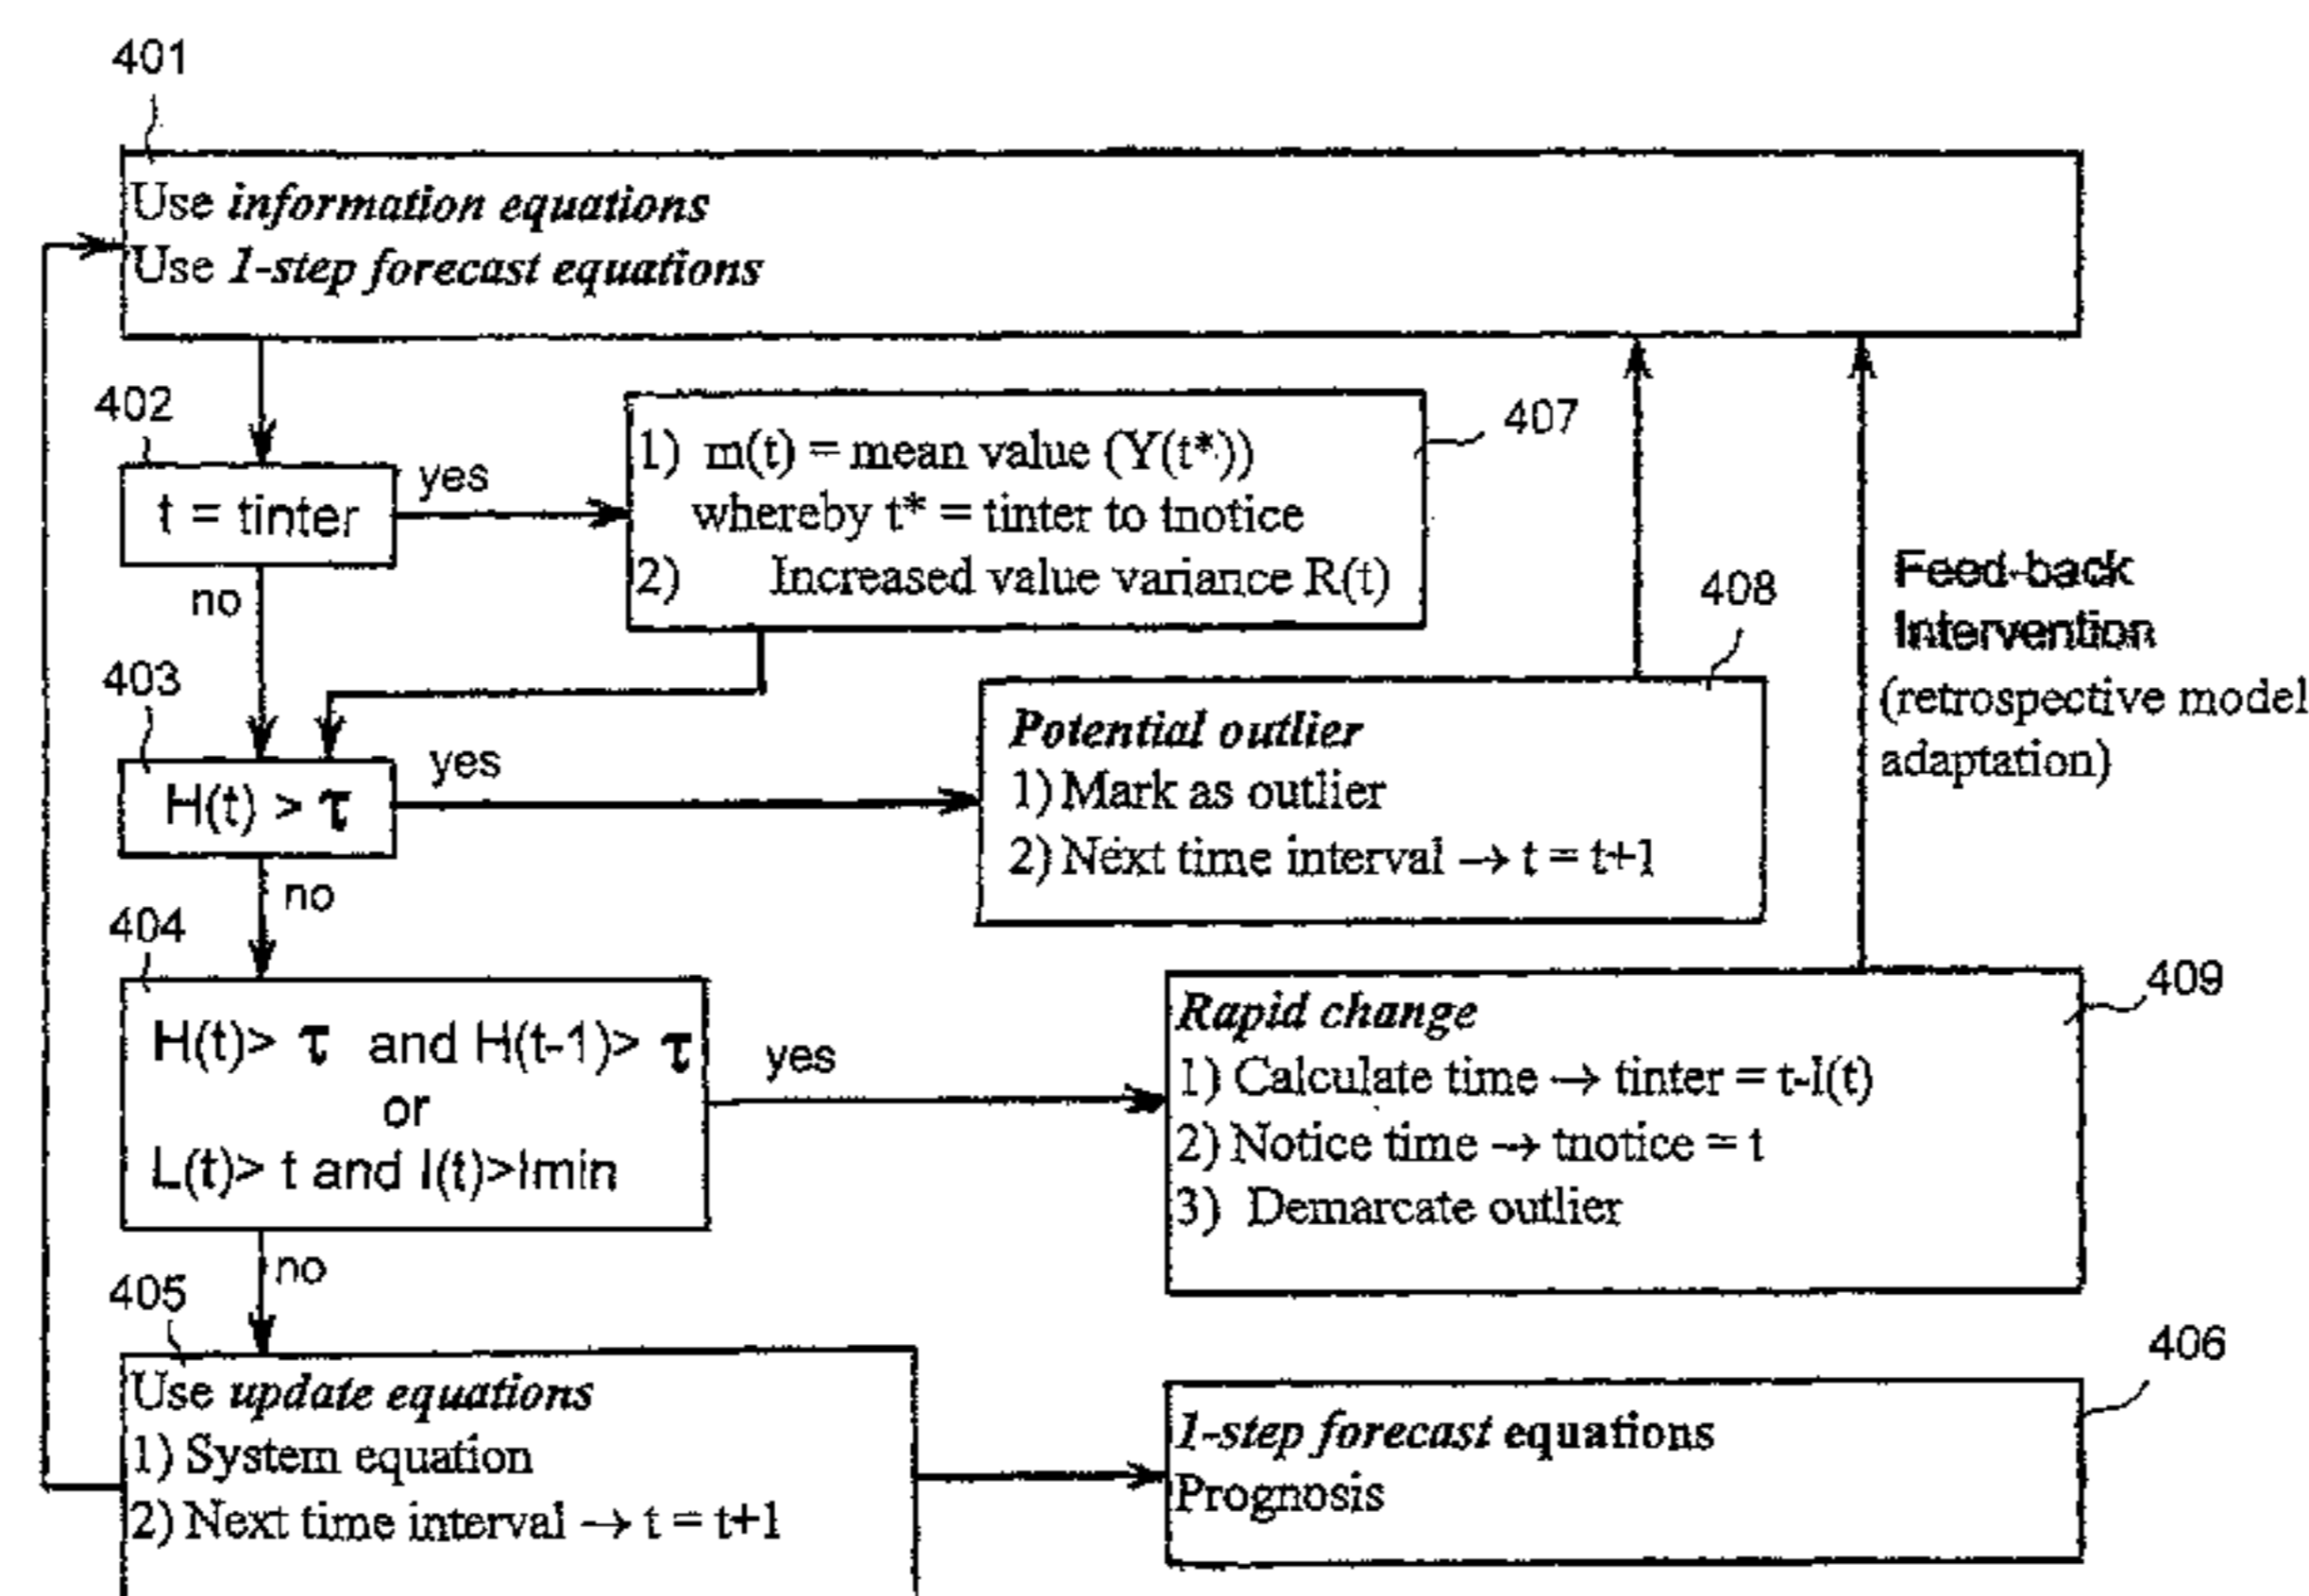 401
Use information equations
Use 1-step forecast equations
402
t = tinter
yes
no
1) m(t) = mean value (Y(t*))
whereby t* = tinter to tnotice
2) Increased value variance R(t)
407
403
H(t) > τ
yes
no
Potential outlier
1) Mark as outlier
2) Next time interval → t = t+1
408
Feed-back
Intervention
(retrospective model
adaptation)
404
H(t)> τ and H(t-1)> τ
or
L(t)> t and I(t)>Imin
yes
no
Rapid change
1) Calculate time → tinter = t-I(t)
2) Notice time → tnotice = t
3) Demarcate outlier
409
405
Use update equations
1) System equation
2) Next time interval → t = t+1
1-step forecast equations
Prognosis
406